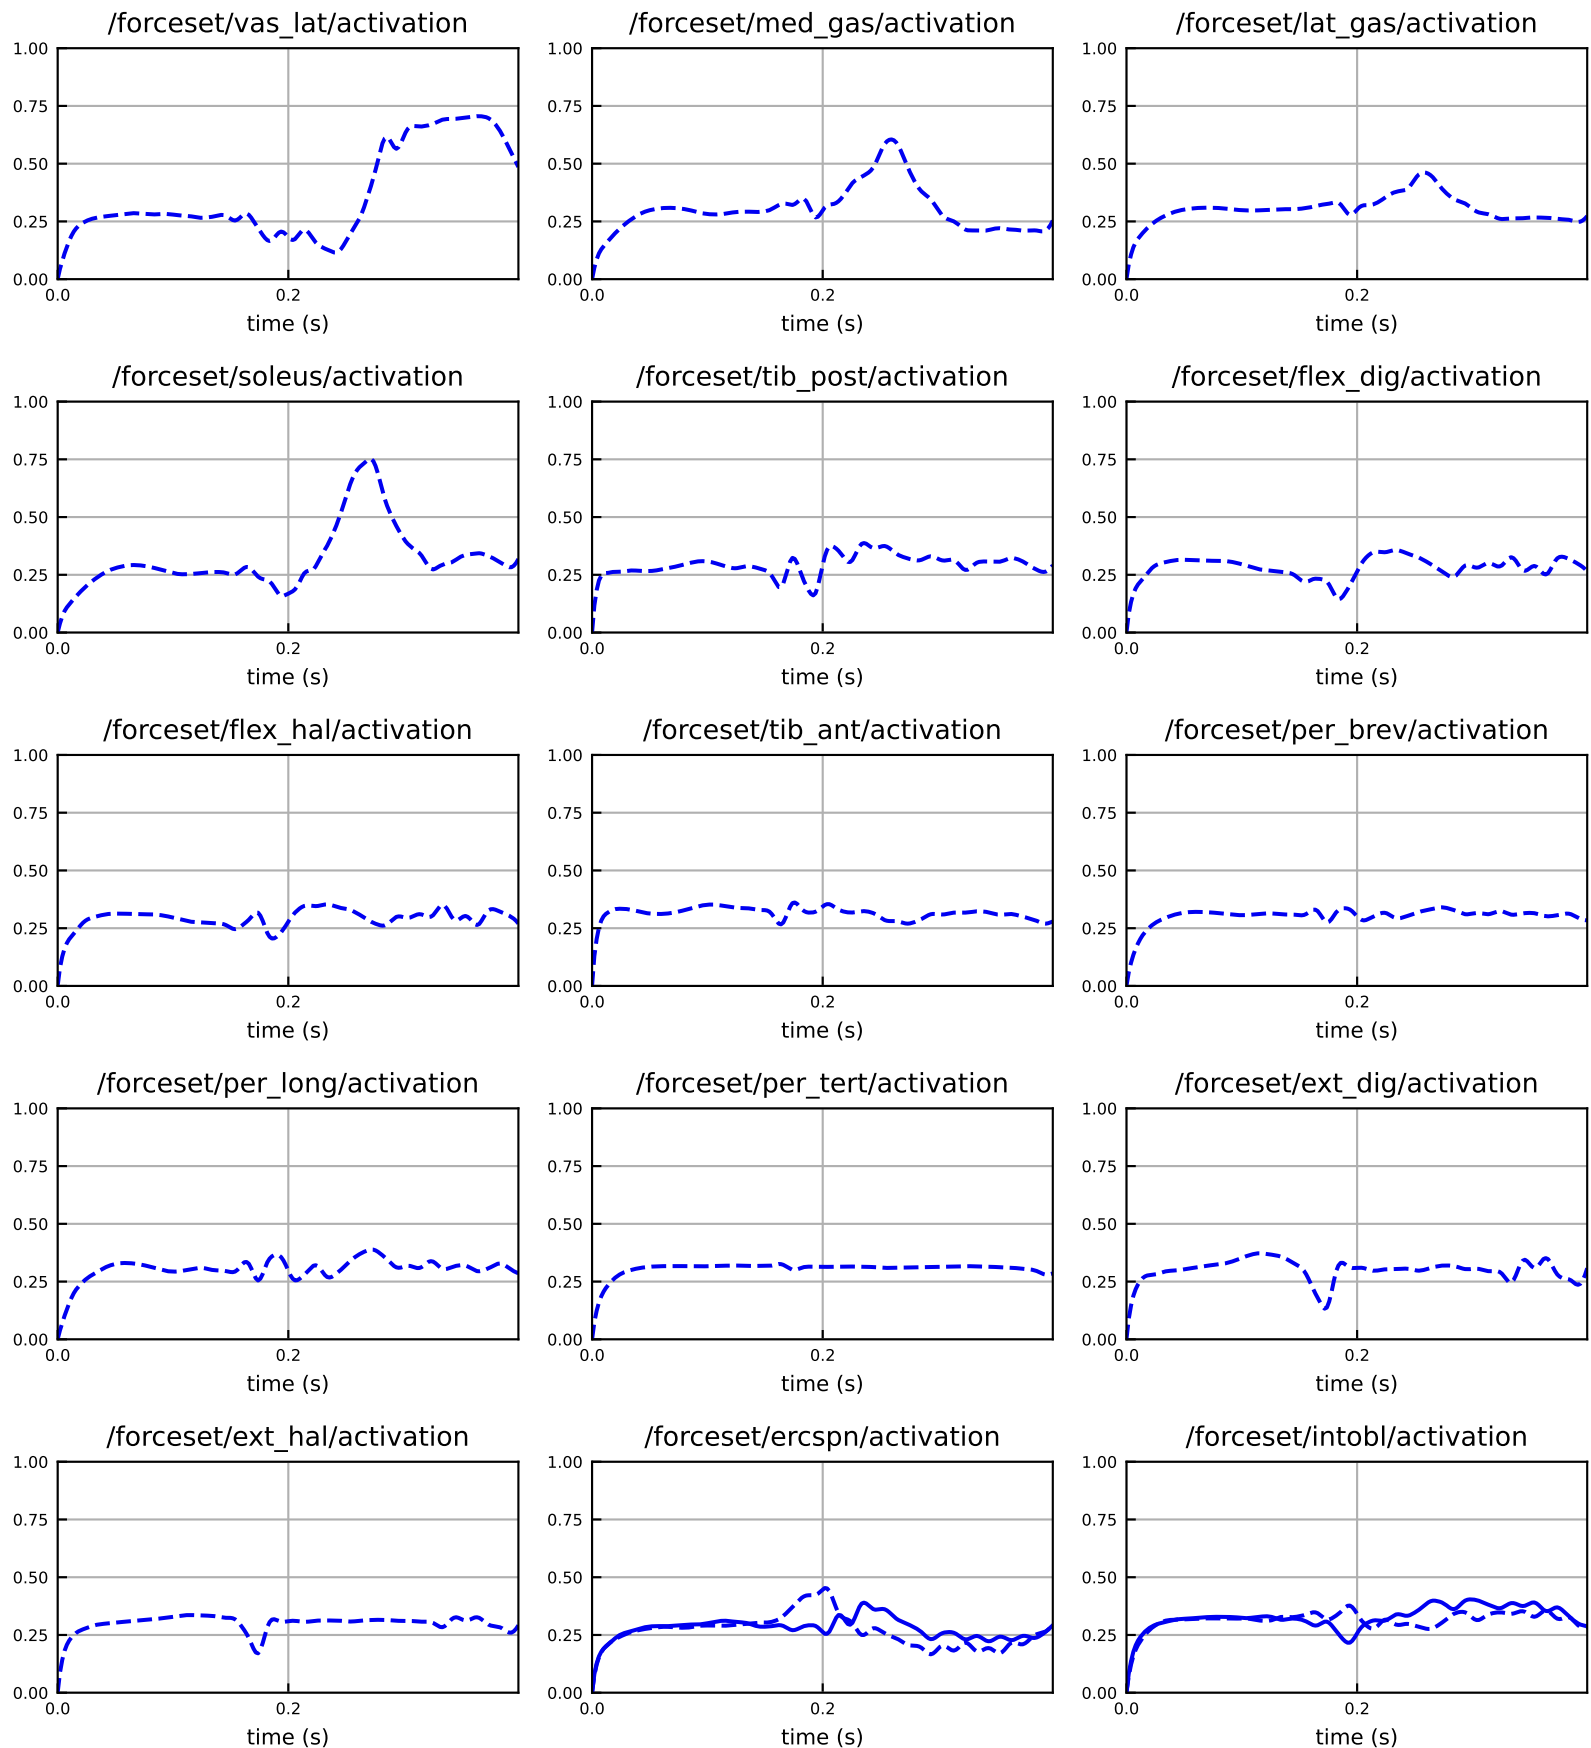 /forceset/vas_lat/activation /forceset/med_gas/activation /forceset/lat_gas/activation
1.00 1.00 1.00
0.75 0.75 0.75
0.50 0.50 0.50
0.25 0.25 0.25
0.00 0.00 0.00
0.0 0.2 0.0 0.2 0.0 0.2
time (s) time (s) time (s)
/forceset/soleus/activation /forceset/tib_post/activation /forceset/flex_dig/activation
1.00 1.00 1.00
0.75 0.75 0.75
0.50 0.50 0.50
0.25 0.25 0.25
0.00 0.00 0.00
0.0 0.2 0.0 0.2 0.0 0.2
time (s) time (s) time (s)
/forceset/flex_hal/activation /forceset/tib_ant/activation /forceset/per_brev/activation
1.00 1.00 1.00
0.75 0.75 0.75
0.50 0.50 0.50
0.25 0.25 0.25
0.00 0.00 0.00
0.0 0.2 0.0 0.2 0.0 0.2
time (s) time (s) time (s)
/forceset/per_long/activation /forceset/per_tert/activation /forceset/ext_dig/activation
1.00 1.00 1.00
0.75 0.75 0.75
0.50 0.50 0.50
0.25 0.25 0.25
0.00 0.00 0.00
0.0 0.2 0.0 0.2 0.0 0.2
time (s) time (s) time (s)
/forceset/ext_hal/activation /forceset/ercspn/activation /forceset/intobl/activation
1.00 1.00 1.00
0.75 0.75 0.75
0.50 0.50 0.50
0.25 0.25 0.25
0.00 0.00 0.00
0.0 0.2 0.0 0.2 0.0 0.2
time (s) time (s) time (s)